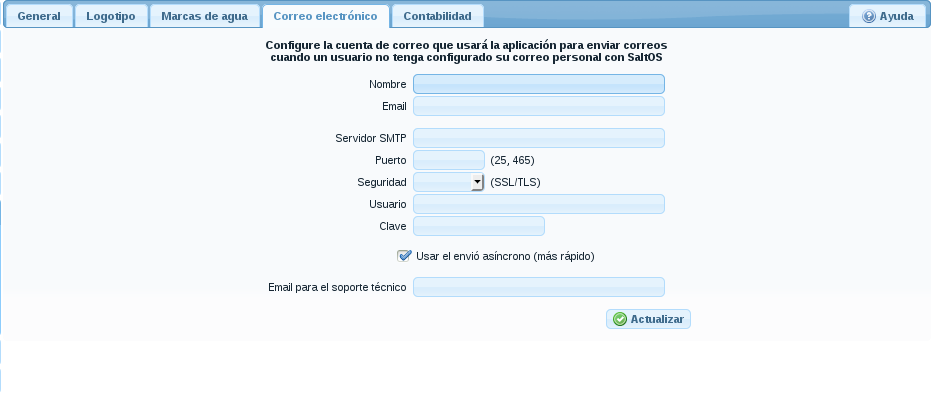 General Logotipo Marcas de agua Correo electrónico Contabilidad Ayuda
Configure la cuenta de correo que usará la aplicación para enviar correos
cuando un usuario no tenga configurado su correo personal con SaltOS
Nombre
Email
Servidor SMTP
Puerto (25, 465)
Seguridad (SSL/TLS)
Usuario
Clave
Usar el envió asíncrono (más rápido)
Email para el soporte técnico
Actualizar